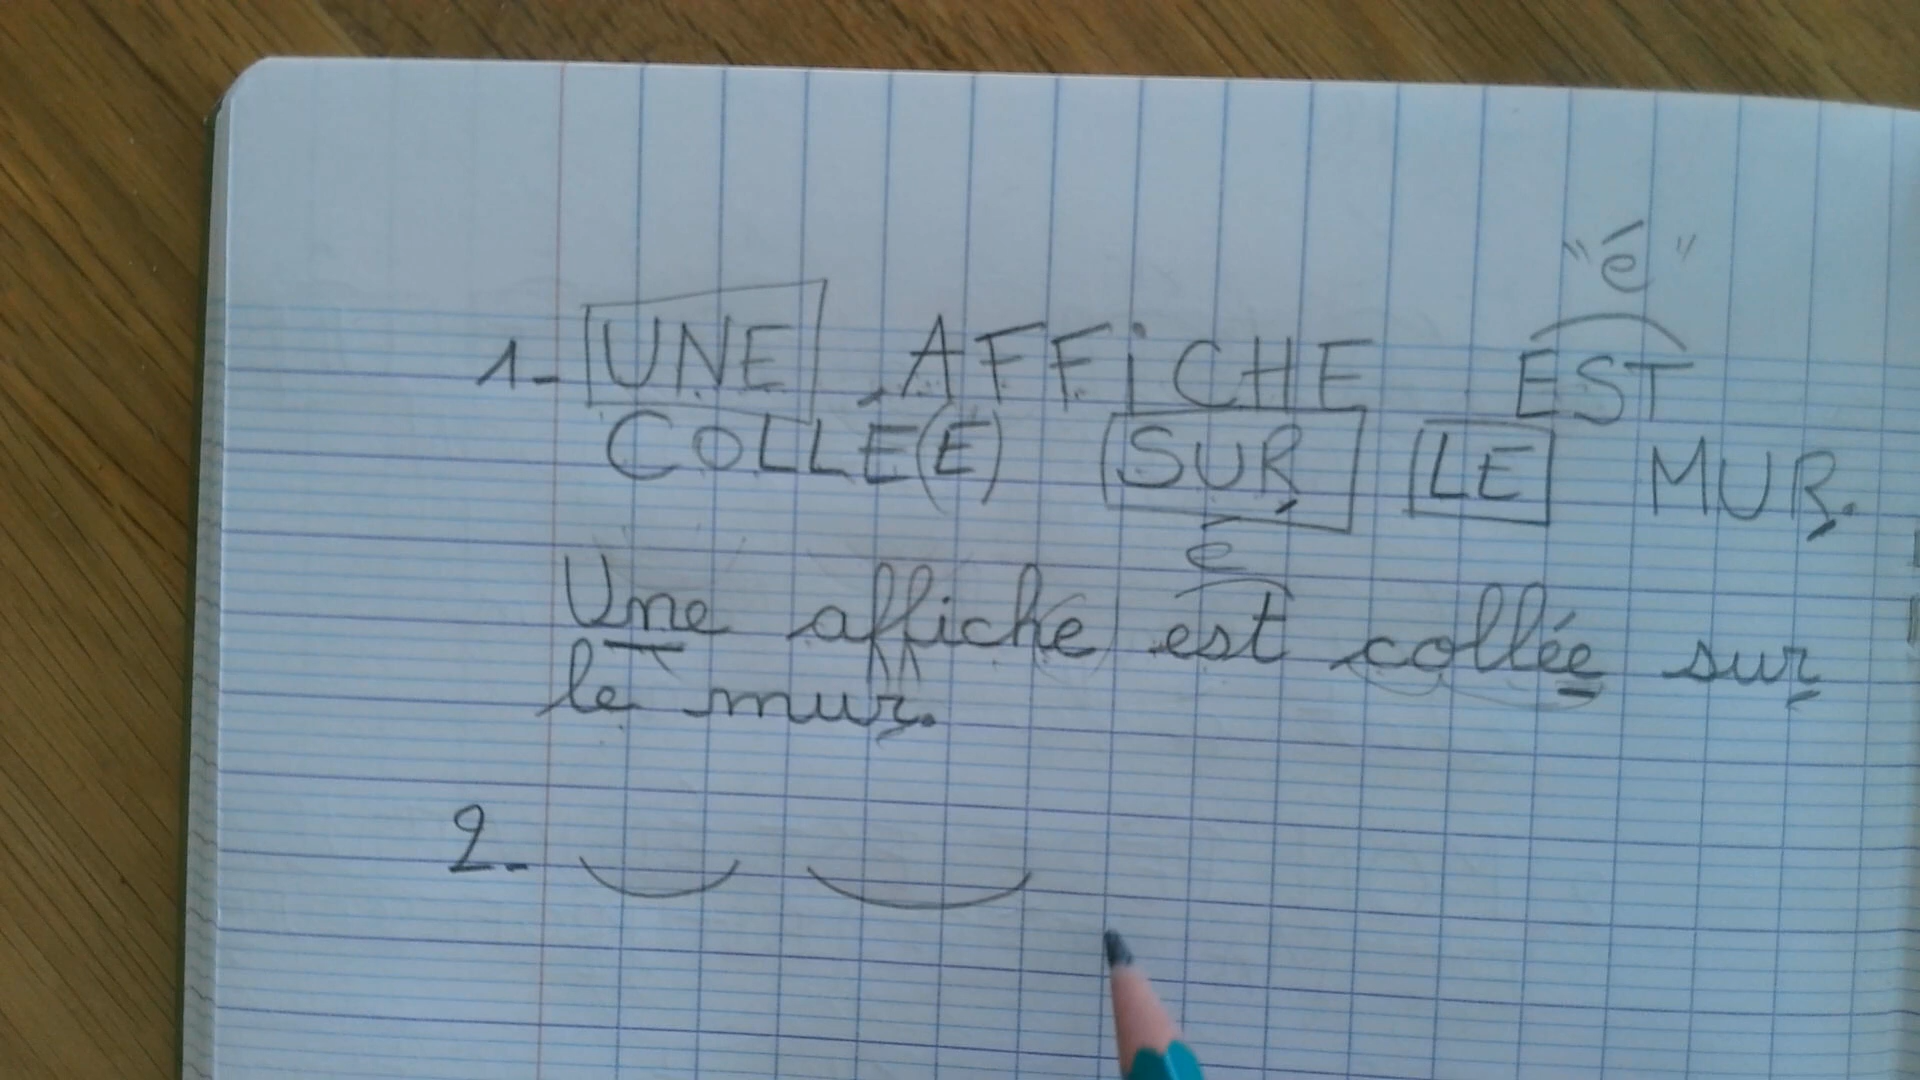 "é"
1- UNE AFFiCHE EST
COLLÉ(E) SUR LE MUR.
e
Une affiche est collée sur
le mur.
2-